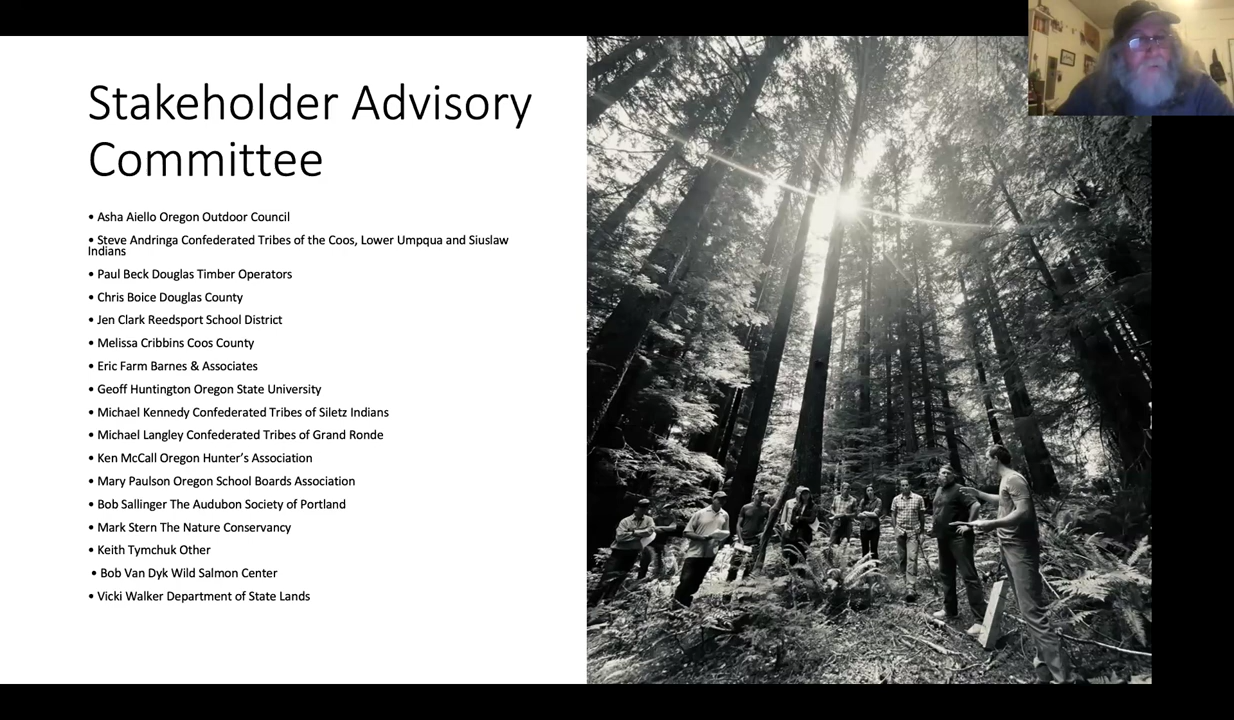 Stakeholder Advisory
Committee
• Asha Aiello Oregon Outdoor Council
• Steve Andringa Confederated Tribes of the Coos, Lower Umpqua and Siuslaw
Indians
• Paul Beck Douglas Timber Operators
• Chris Boice Douglas County
• Jen Clark Reedsport School District
• Melissa Cribbins Coos County
• Eric Farm Barnes & Associates
• Geoff Huntington Oregon State University
• Michael Kennedy Confederated Tribes of Siletz Indians
• Michael Langley Confederated Tribes of Grand Ronde
• Ken McCall Oregon Hunter’s Association
• Mary Paulson Oregon School Boards Association
• Bob Sallinger The Audubon Society of Portland
• Mark Stern The Nature Conservancy
• Keith Tymchuk Other
• Bob Van Dyk Wild Salmon Center
• Vicki Walker Department of State Lands